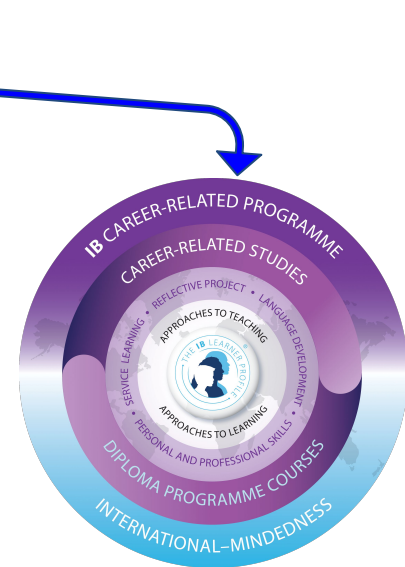 IB CAREER-RELATED PROGRAMME
CAREER-RELATED STUDIES
SERVICE LEARNING • REFLECTIVE PROJECT • LANGUAGE DEVELOPMENT • PERSONAL AND PROFESSIONAL SKILLS •
APPROACHES TO TEACHING
THE IB LEARNER PROFILE
®
APPROACHES TO LEARNING
DIPLOMA PROGRAMME COURSES
INTERNATIONAL–MINDEDNESS